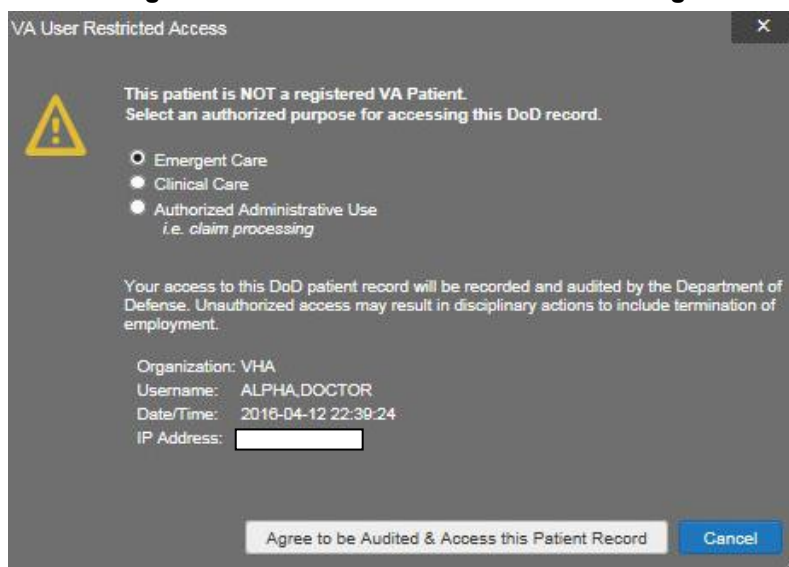 VA User Restricted Access
This patient is NOT a registered VA Patient.
Select an authorized purpose for accessing this DoD record.
Emergent Care
Clinical Care
Authorized Administrative Use
i.e. claim processing
Your access to this DoD patient record will be recorded and audited by the Department of
Defense. Unauthorized access may result in disciplinary actions to include termination of
employment.
Organization: VHA
Username: ALPHA,DOCTOR
Date/Time: 2016-04-12 22:39:24
IP Address:
Agree to be Audited & Access this Patient Record
Cancel